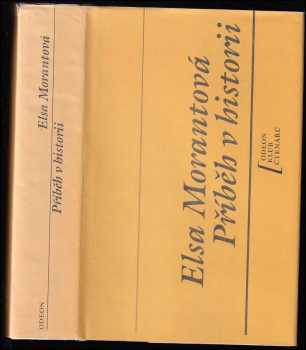 Elsa Morantová
Příběh v historii
ODEON
KLUB
ČTENÁŘŮ
ODEON
Příběh v historii
Elsa Morantová